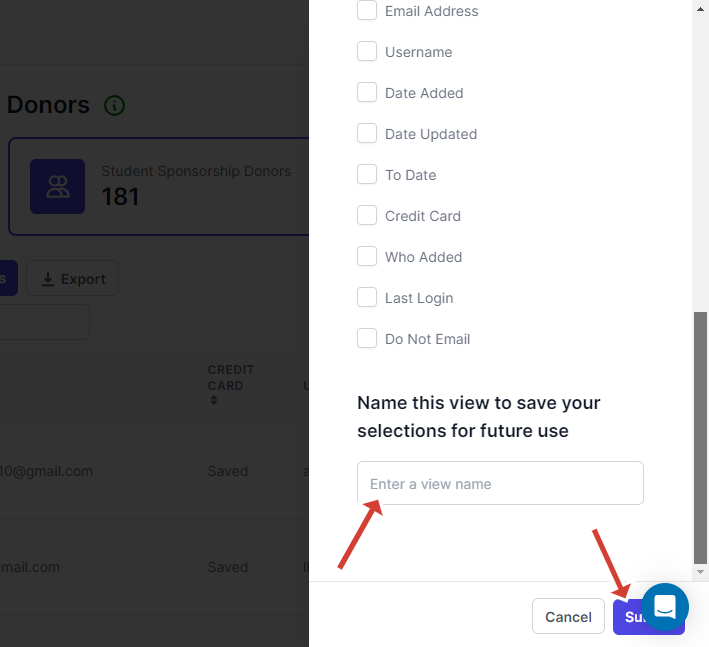 Email Address
Username
Date Added
Donors
Date Updated
Student Sponsorship Donors
To Date
181
Credit Card
Who Added
Export
Last Login
Do Not Email
CREDIT
CARD
Name this view to save your
selections for future use
10@gmail.com
Saved
Enter a view name
mail.com
Saved
Cancel